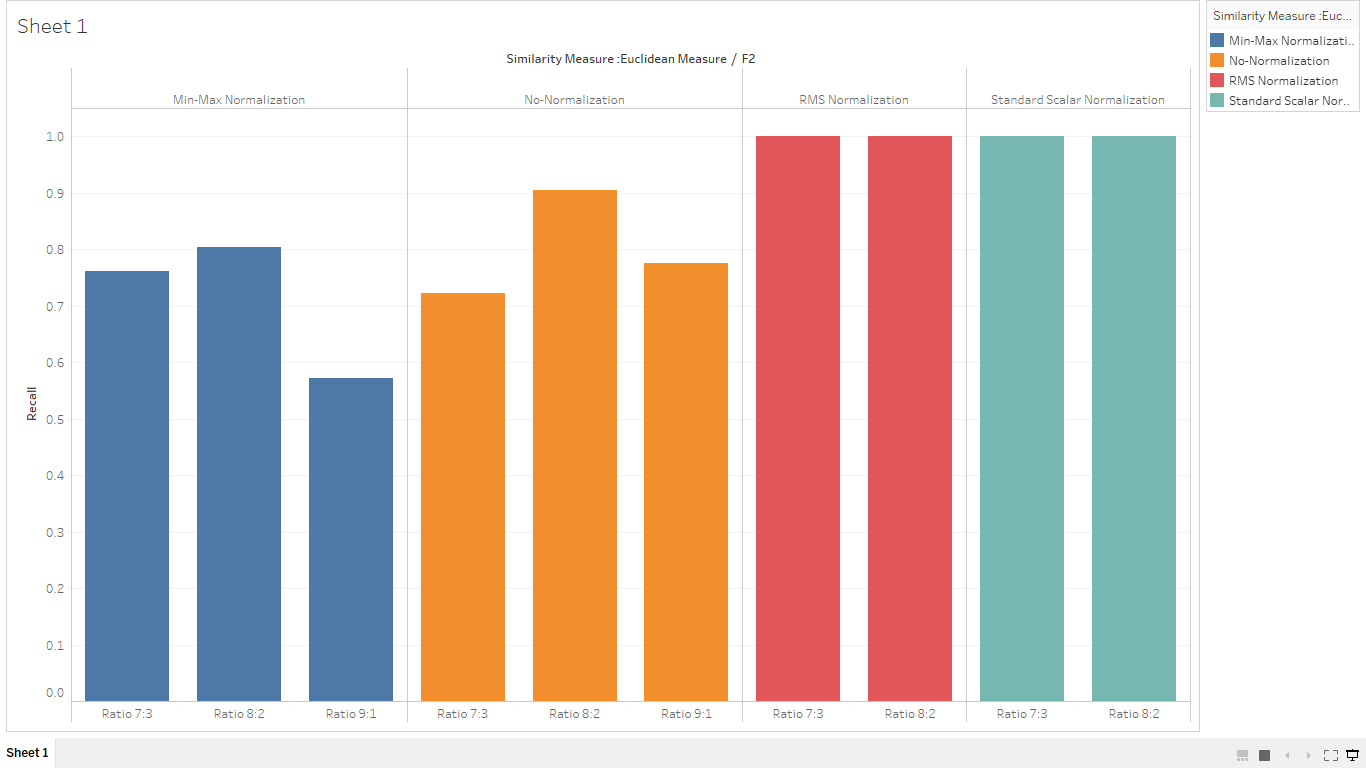 Sheet 1
Similarity Measure :Euclidean Measure / F2
Min-Max Normalization No-Normalization RMS Normalization Standard Scalar Normalization
1.0
0.9
0.8
0.7
0.6
0.5
0.4
0.3
0.2
0.1
0.0
Recall
Ratio 7:3 Ratio 8:2 Ratio 9:1 Ratio 7:3 Ratio 8:2 Ratio 9:1 Ratio 7:3 Ratio 8:2 Ratio 7:3 Ratio 8:2
Similarity Measure :Euc...
Min-Max Normalizati..
No-Normalization
RMS Normalization
Standard Scalar Nor..
Sheet 1